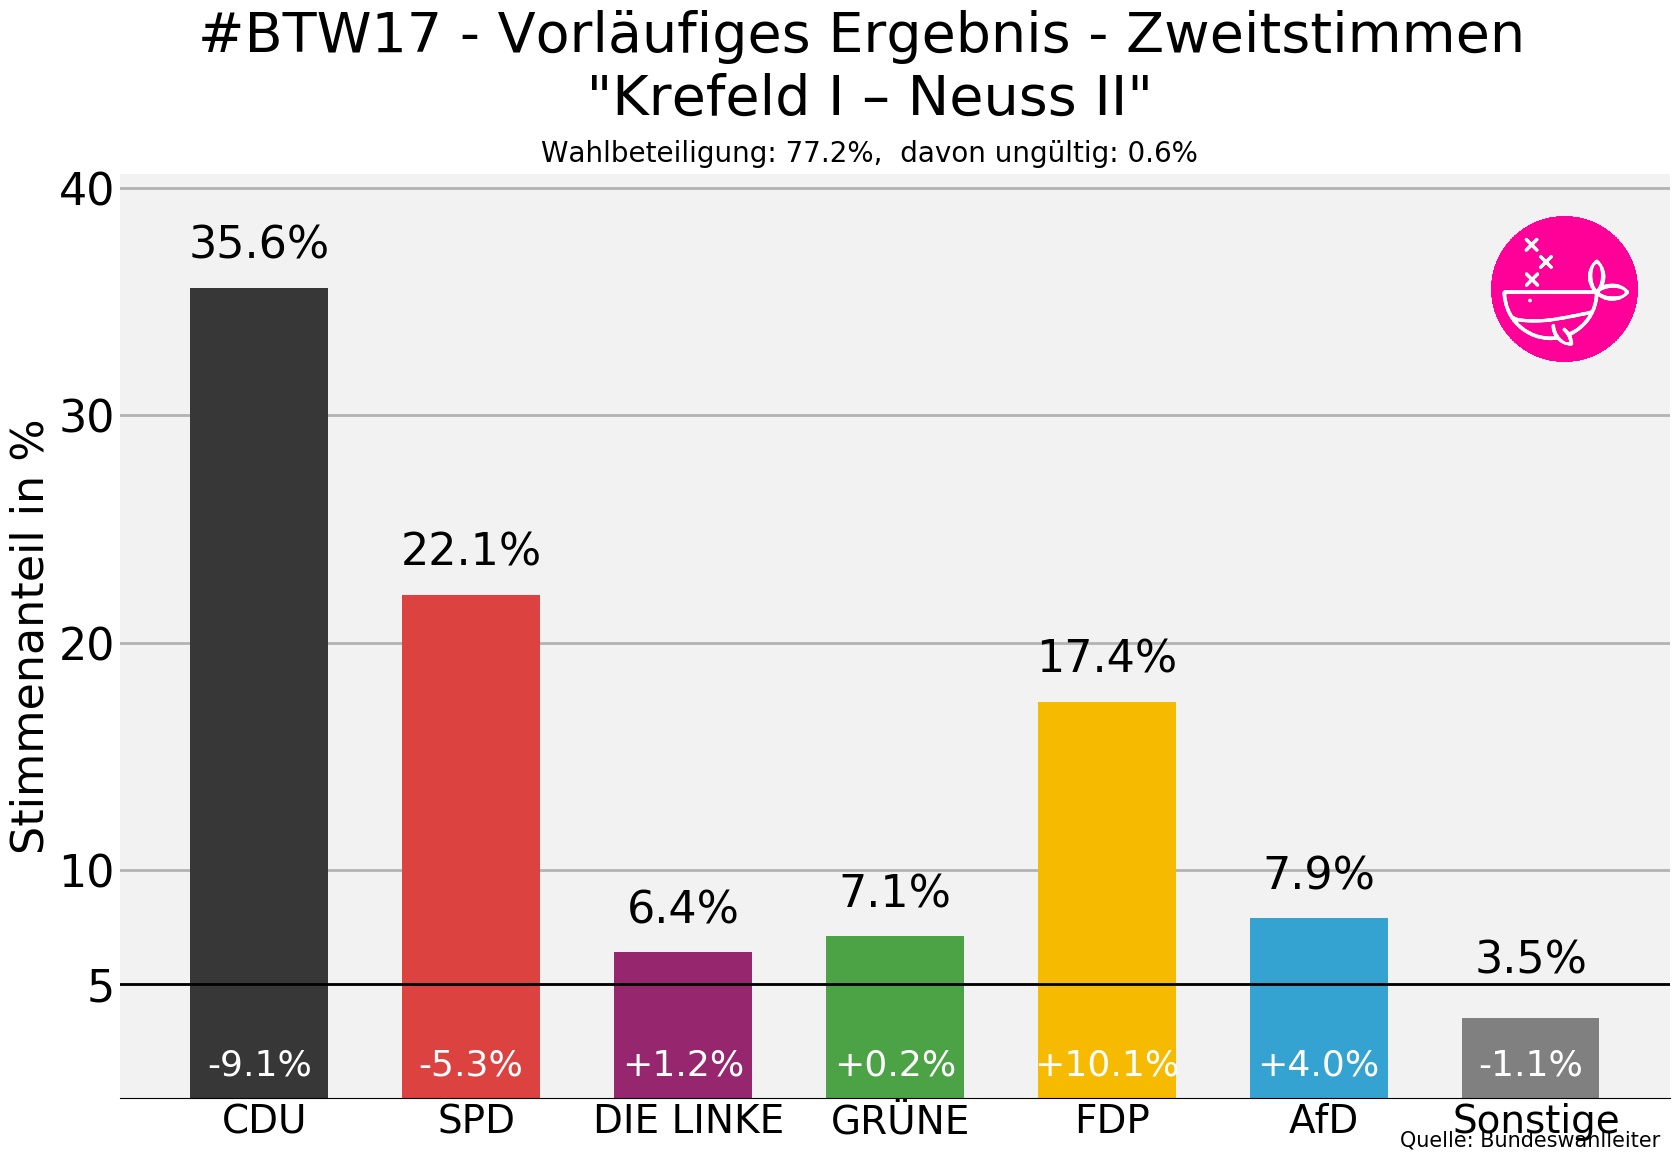 #BTW17 - Vorläufiges Ergebnis - Zweitstimmen
"Krefeld I – Neuss II"
Wahlbeteiligung: 77.2%,  davon ungültig: 0.6%
Stimmenanteil in %
40
30
20
10
5
35.6%
22.1%
6.4%
7.1%
17.4%
7.9%
3.5%
-9.1%
-5.3%
+1.2%
+0.2%
+10.1%
+4.0%
-1.1%
CDU
SPD
DIE LINKE
GRÜNE
FDP
AfD
Sonstige
Quelle: Bundeswahlleiter